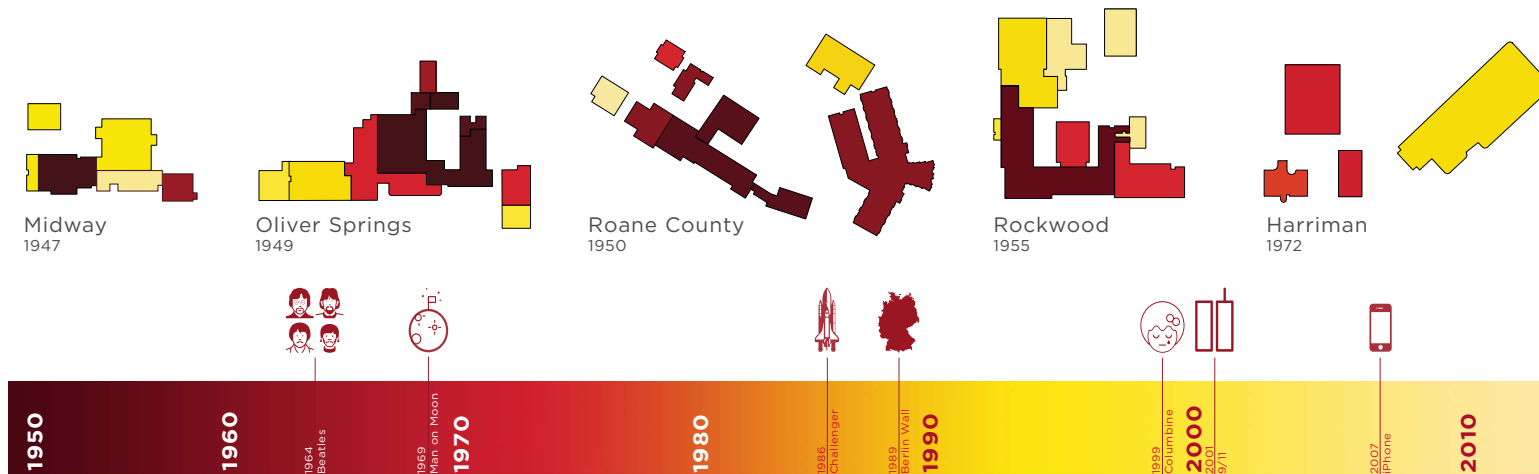 Midway
1947
Oliver Springs
1949
Roane County
1950
Rockwood
1955
Harriman
1972
1950
1960
1964
Beatles
1969
Man on Moon
1970
1980
1986
Challenger
1989
Berlin Wall
1990
1999
Columbine
2000
2001
9/11
2007
iPhone
2010